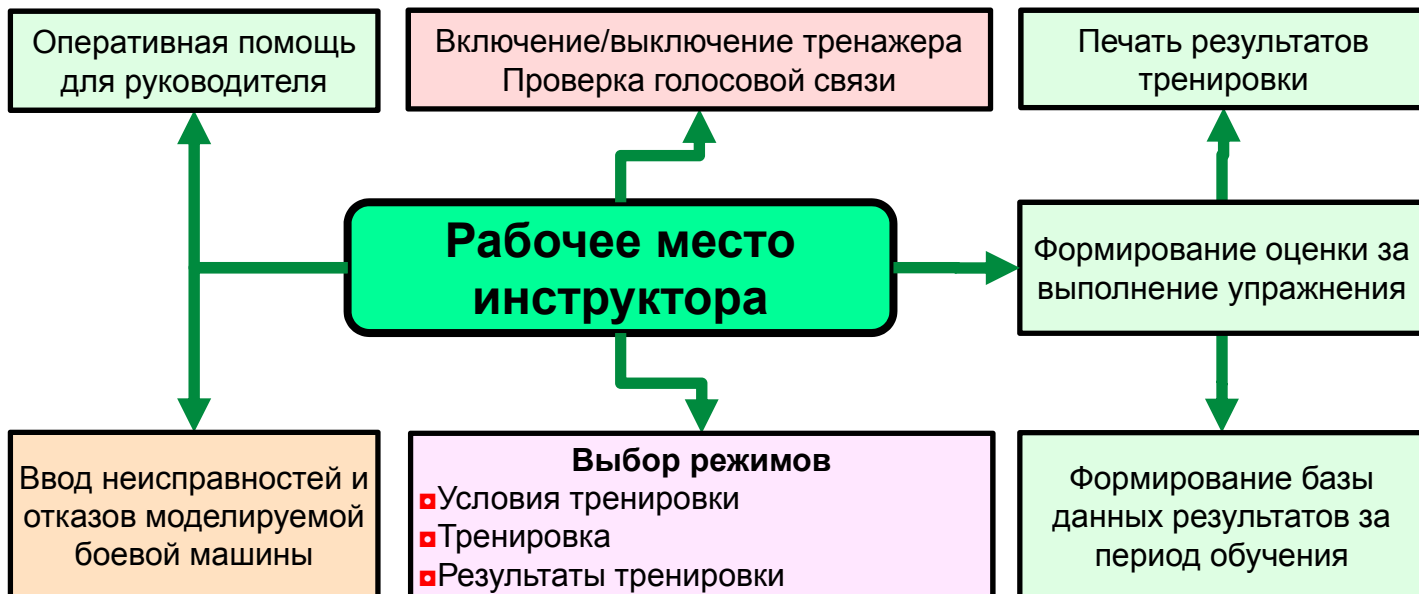 Оперативная помощь
для руководителя
Включение/выключение тренажера
Проверка голосовой связи
Печать результатов
тренировки
Рабочее место
инструктора
Формирование оценки за
выполнение упражнения
Ввод неисправностей и
отказов моделируемой
боевой машины
Выбор режимов
Условия тренировки
Тренировка
Результаты тренировки
Формирование базы
данных результатов за
период обучения